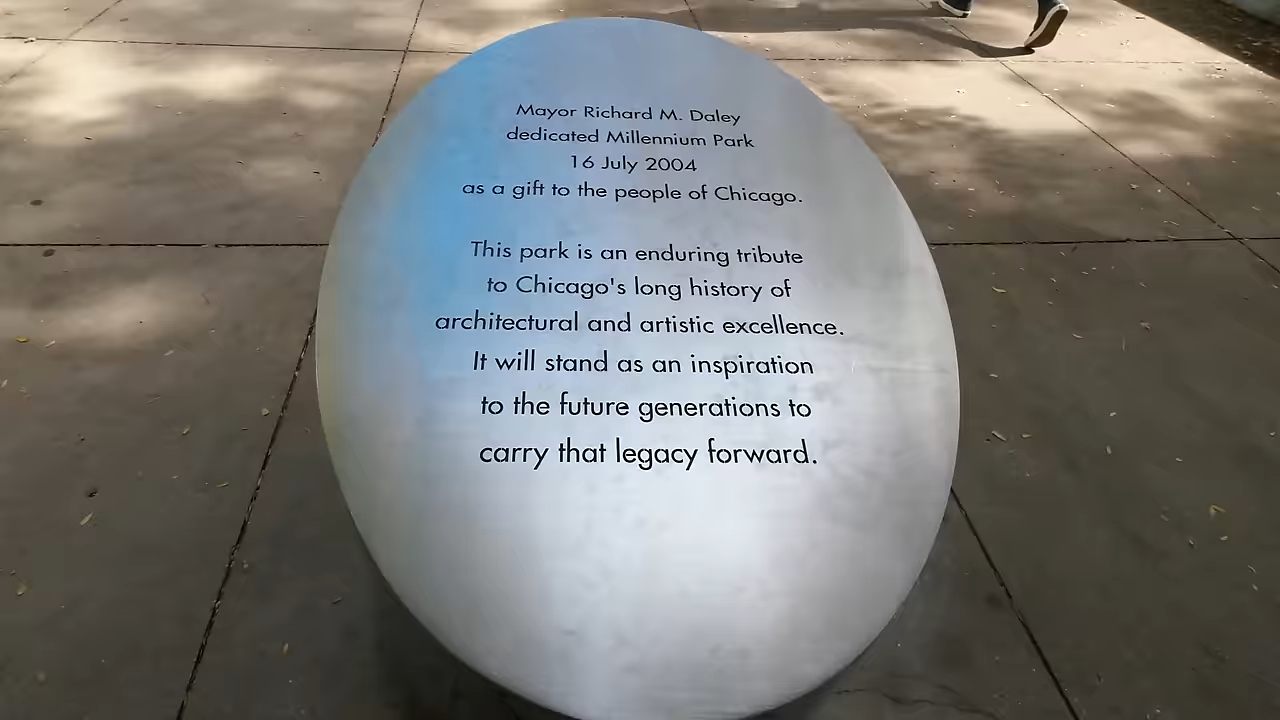 Mayor Richard M. Daley
dedicated Millennium Park
16 July 2004
as a gift to the people of Chicago.
This park is an enduring tribute
to Chicago's long history of
architectural and artistic excellence.
It will stand as an inspiration
to the future generations to
carry that legacy forward.